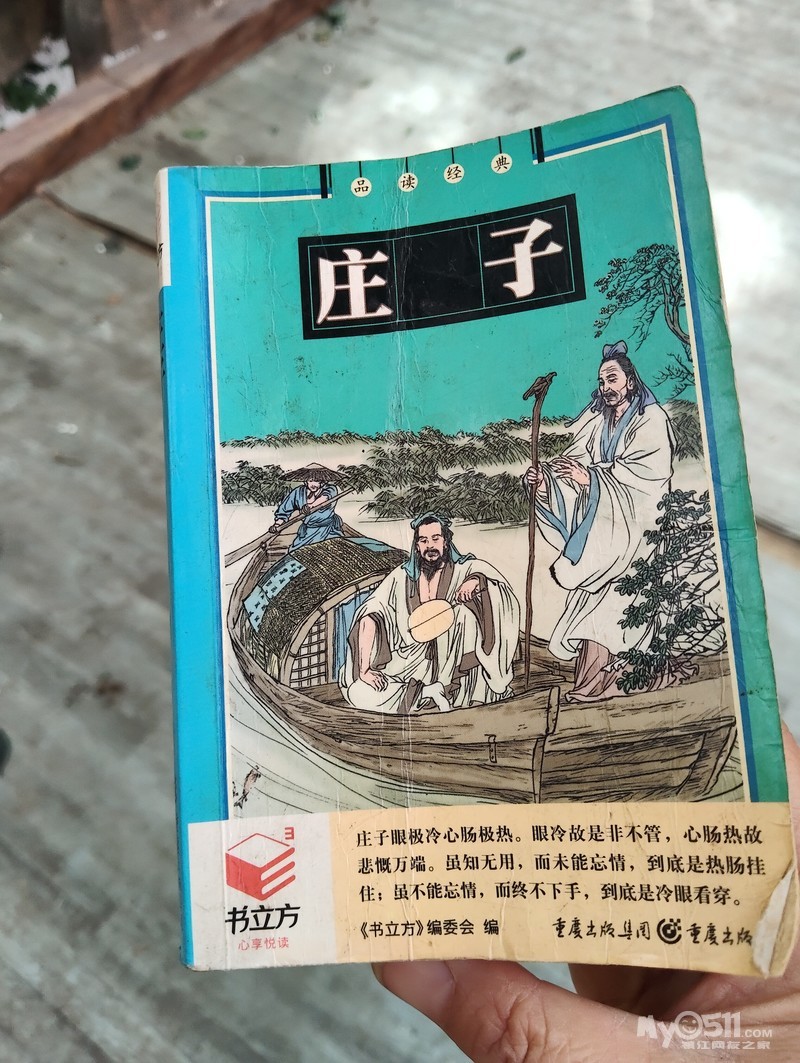 品读经典
庄子
庄子眼极冷心肠极热。眼冷故是非不管，心肠热故
悲慨万端。虽知无用，而未能忘情，到底是热肠挂
住；虽不能忘情，而终不下手，到底是冷眼看穿。
《书立方》编委会 编
重庆出版集团 重庆出版
3
书立方
心享悦读
My0511.COM
镇江网友之家